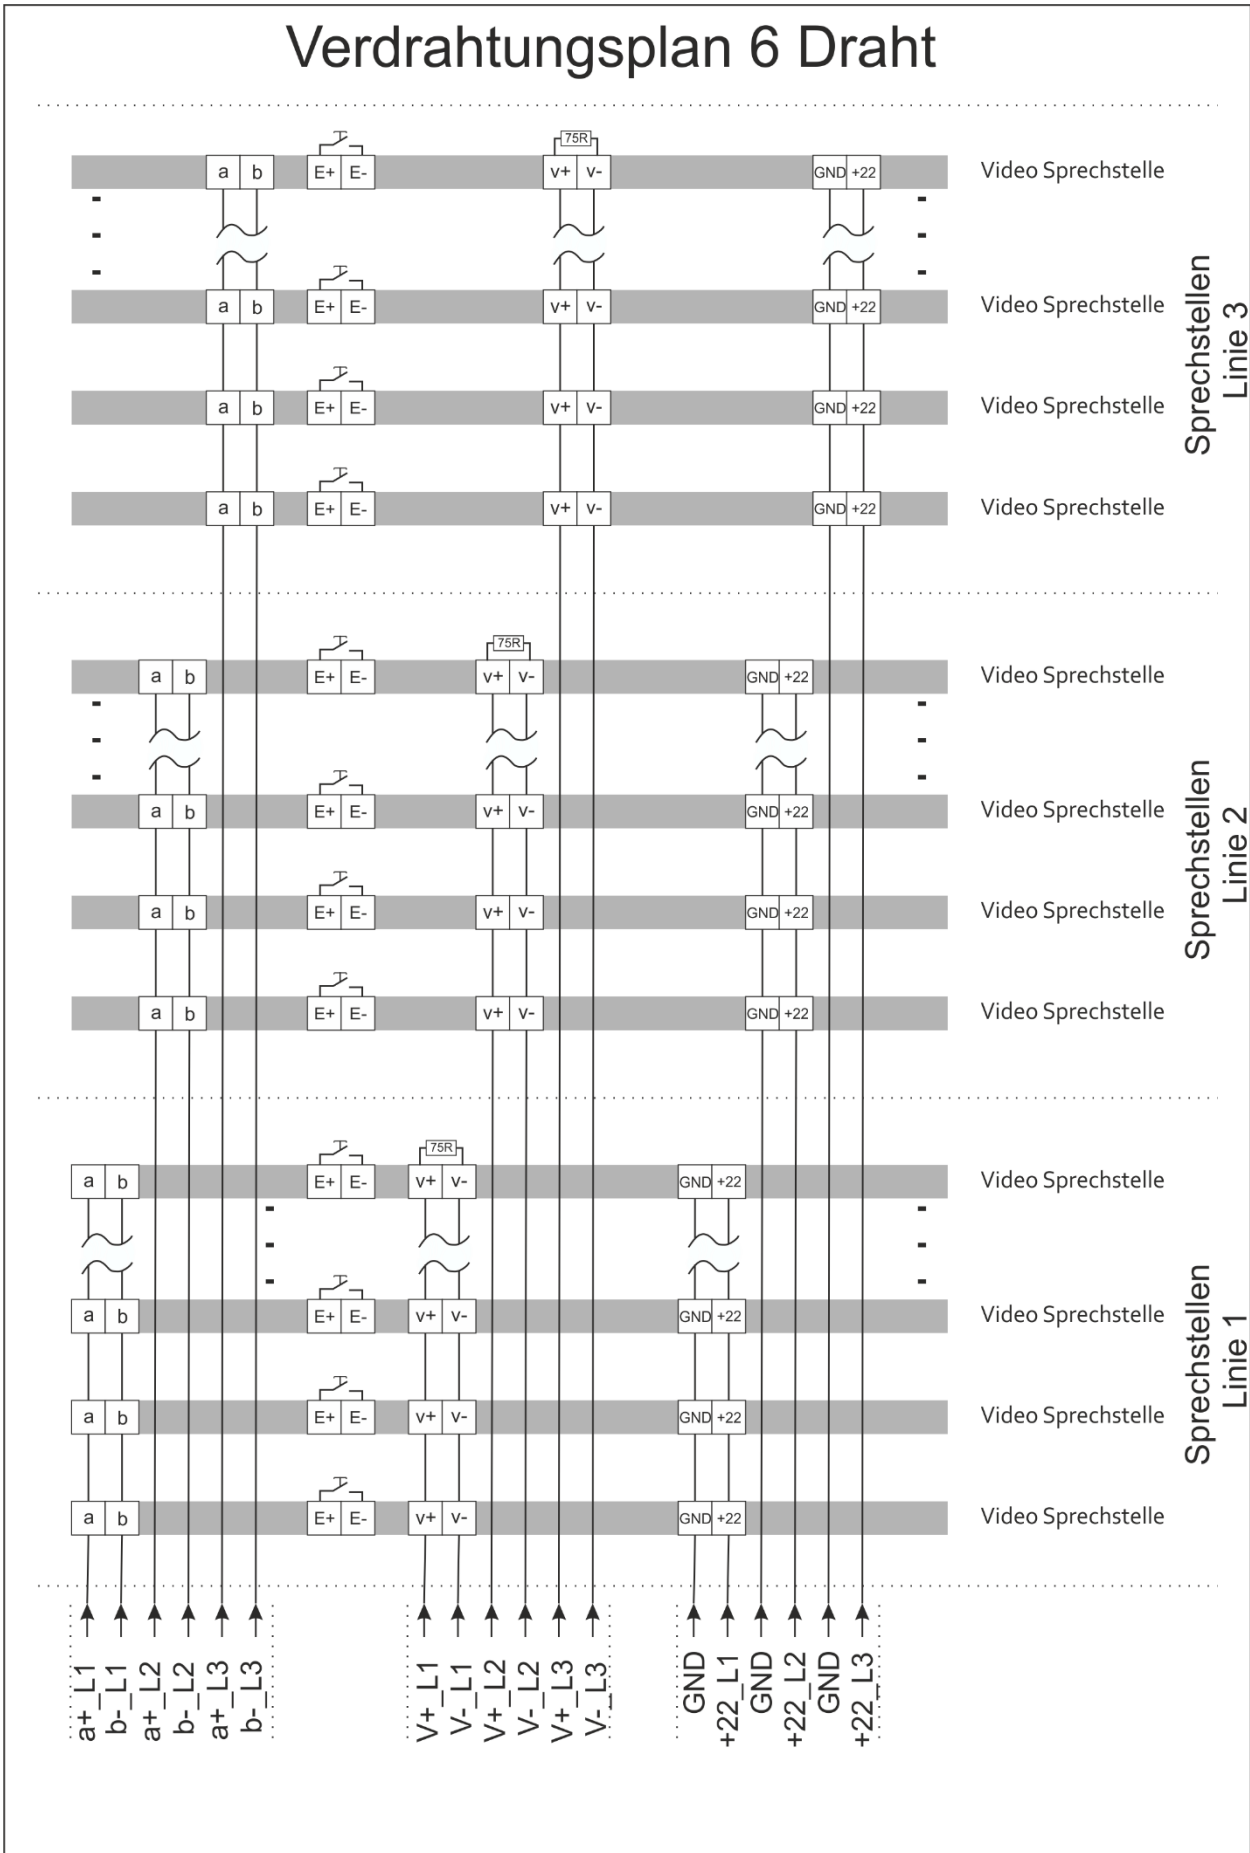 Verdrahtungsplan 6 Draht
75R
a b E+ E- v+ v- GND +22 Video Sprechstelle
a b E+ E- v+ v- GND +22 Video Sprechstelle
a b E+ E- v+ v- GND +22 Video Sprechstelle
a b E+ E- v+ v- GND +22 Video Sprechstelle
Sprechstellen
Linie 3
75R
a b E+ E- v+ v- GND +22 Video Sprechstelle
a b E+ E- v+ v- GND +22 Video Sprechstelle
a b E+ E- v+ v- GND +22 Video Sprechstelle
a b E+ E- v+ v- GND +22 Video Sprechstelle
Sprechstellen
Linie 2
75R
a b E+ E- v+ v- GND +22 Video Sprechstelle
a b E+ E- v+ v- GND +22 Video Sprechstelle
a b E+ E- v+ v- GND +22 Video Sprechstelle
a b E+ E- v+ v- GND +22 Video Sprechstelle
Sprechstellen
Linie 1
a+_L1
b-_L1
a+_L2
b-_L2
a+_L3
b-_L3
V+_L1
V-_L1
V+_L2
V-_L2
V+_L3
V-_L3
GND
+22_L1
GND
+22_L2
GND
+22_L3